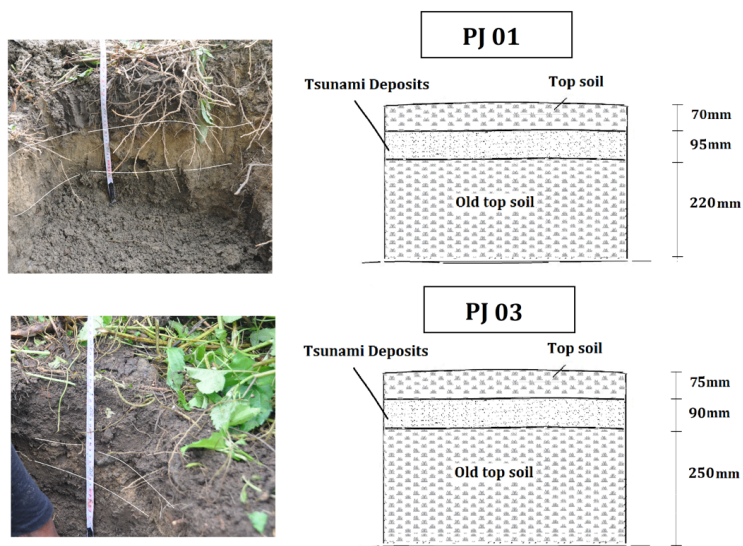 PJ 01
Tsunami Deposits
Top soil
70mm
95mm
Old top soil
220mm
PJ 03
Tsunami Deposits
Top soil
75mm
90mm
Old top soil
250mm